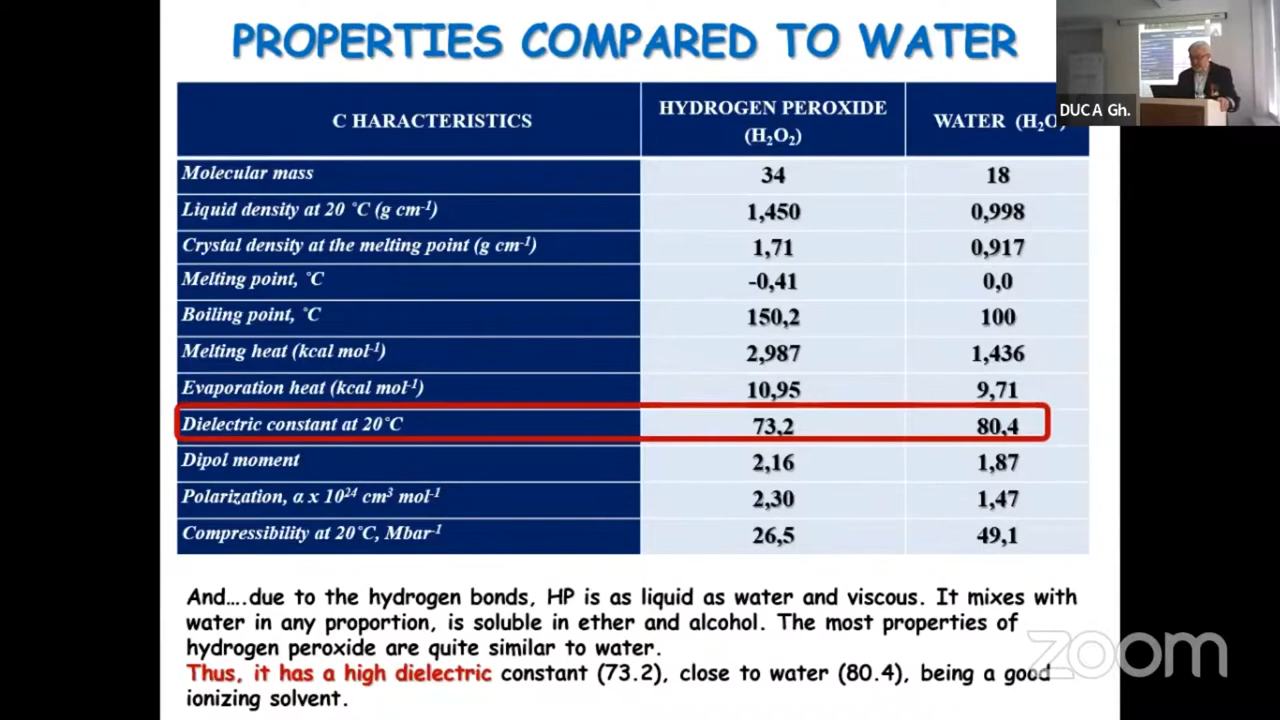 PROPERTIES COMPARED TO WATER
DUCA Gh.
C HARACTERISTICS HYDROGEN PEROXIDE (H₂O₂) WATER (H₂O
Molecular mass 34 18
Liquid density at 20 ˚C (g cm⁻¹) 1,450 0,998
Crystal density at the melting point (g cm⁻¹) 1,71 0,917
Melting point, ˚C -0,41 0,0
Boiling point, ˚C 150,2 100
Melting heat (kcal mol⁻¹) 2,987 1,436
Evaporation heat (kcal mol⁻¹) 10,95 9,71
Dielectric constant at 20˚C 73,2 80,4
Dipol moment 2,16 1,87
Polarization, α x 10²⁴ cm³ mol⁻¹ 2,30 1,47
Compressibility at 20˚C, Mbar⁻¹ 26,5 49,1
And....due to the hydrogen bonds, HP is as liquid as water and viscous. It mixes with
water in any proportion, is soluble in ether and alcohol. The most properties of
hydrogen peroxide are quite similar to water.
Thus, it has a high dielectric constant (73.2), close to water (80.4), being a good
ionizing solvent.
zoom